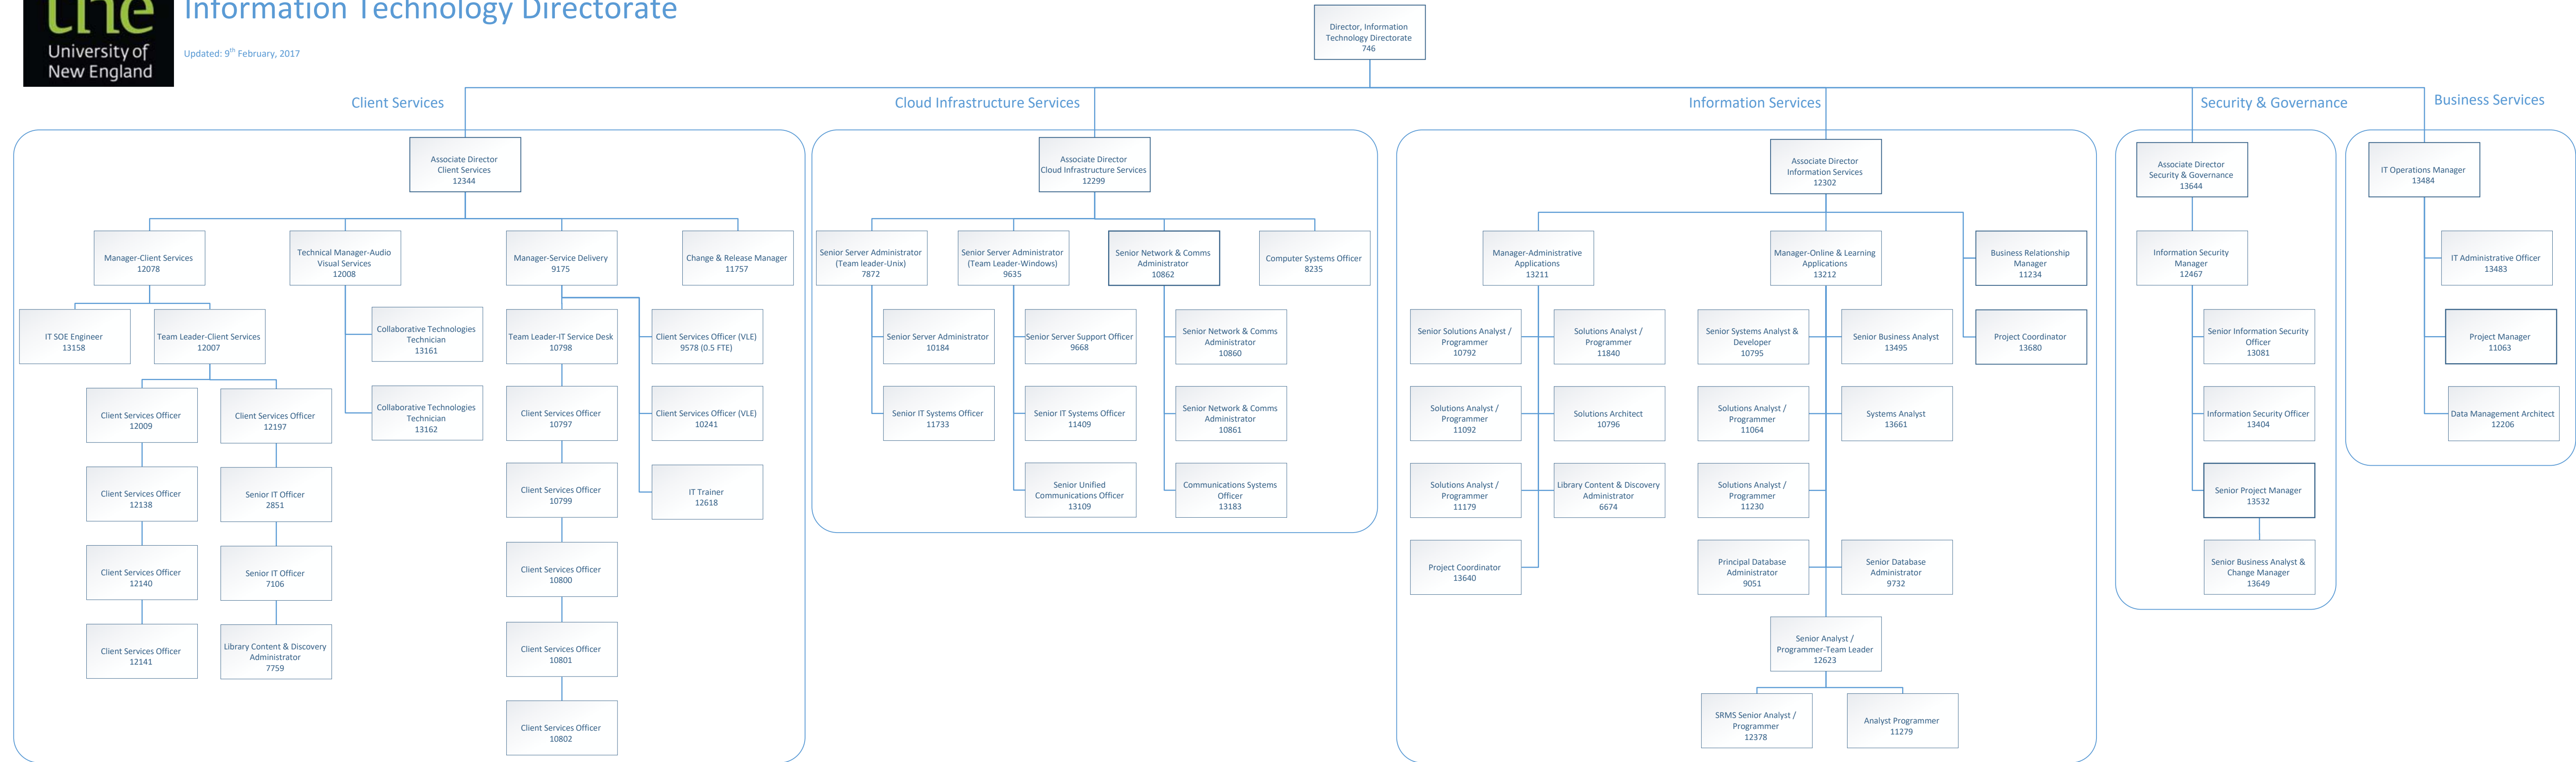 the
University of
New England
Information Technology Directorate
Updated: 9th February, 2017
Director, Information
Technology Directorate
746
Client Services
Cloud Infrastructure Services
Information Services
Security & Governance
Business Services
Associate Director
Client Services
12344
Manager-Client Services
12078
Technical Manager-Audio
Visual Services
12008
Manager-Service Delivery
9175
Change & Release Manager
11757
IT SOE Engineer
13158
Team Leader-Client Services
12007
Collaborative Technologies
Technician
13161
Team Leader-IT Service Desk
10798
Client Services Officer (VLE)
9578 (0.5 FTE)
Client Services Officer
12009
Client Services Officer
12197
Collaborative Technologies
Technician
13162
Client Services Officer
10797
Client Services Officer (VLE)
10241
Client Services Officer
12138
Senior IT Officer
2851
Client Services Officer
10799
IT Trainer
12618
Client Services Officer
12140
Senior IT Officer
7106
Client Services Officer
10800
Client Services Officer
12141
Library Content & Discovery
Administrator
7759
Client Services Officer
10801
Client Services Officer
10802
Associate Director
Cloud Infrastructure Services
12299
Senior Server Administrator
(Team leader-Unix)
7872
Senior Server Administrator
(Team Leader-Windows)
9635
Senior Network & Comms
Administrator
10862
Computer Systems Officer
8235
Senior Server Administrator
10184
Senior Server Support Officer
9668
Senior Network & Comms
Administrator
10860
Senior IT Systems Officer
11733
Senior IT Systems Officer
11409
Senior Network & Comms
Administrator
10861
Senior Unified
Communications Officer
13109
Communications Systems
Officer
13183
Associate Director
Information Services
12302
Manager-Administrative
Applications
13211
Manager-Online & Learning
Applications
13212
Business Relationship
Manager
11234
Senior Solutions Analyst /
Programmer
10792
Solutions Analyst /
Programmer
11840
Senior Systems Analyst &
Developer
10795
Senior Business Analyst
13495
Project Coordinator
13680
Solutions Analyst /
Programmer
11092
Solutions Architect
10796
Solutions Analyst /
Programmer
11064
Systems Analyst
13661
Solutions Analyst /
Programmer
11179
Library Content & Discovery
Administrator
6674
Solutions Analyst /
Programmer
11230
Project Coordinator
13640
Principal Database
Administrator
9051
Senior Database
Administrator
9732
Senior Analyst /
Programmer-Team Leader
12623
SRMS Senior Analyst /
Programmer
12378
Analyst Programmer
11279
Associate Director
Security & Governance
13644
Information Security
Manager
12467
Senior Information Security
Officer
13081
Information Security Officer
13404
Senior Project Manager
13532
Senior Business Analyst &
Change Manager
13649
IT Operations Manager
13484
IT Administrative Officer
13483
Project Manager
11063
Data Management Architect
12206